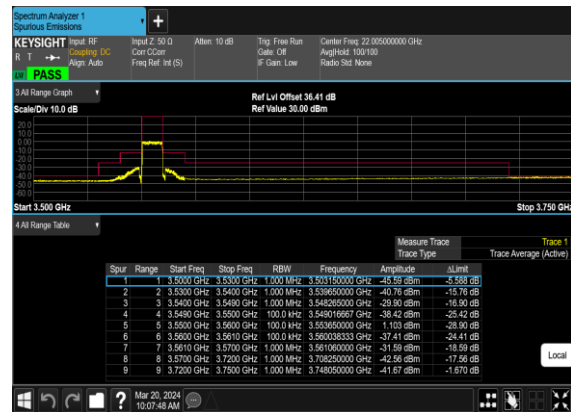 Spectrum Analyzer 1
Spurious Emissions
KEYSIGHT Input: RF Input Z: 50 Ω Atten: 10 dB Trig: Free Run Center Freq: 22.005000000 GHz
R T Coupling: DC Corr CCorr Gate: Off Avg|Hold: 100/100
Align: Auto Freq Ref: Int (S) IF Gain: Low Radio Std: None
PASS
3 All Range Graph
Ref Lvl Offset 36.41 dB
Scale/Div 10.0 dB Ref Value 30.00 dBm
20.0
10.0
0.00
-10.0
-20.0
-30.0
-40.0
-50.0
-60.0
Start 3.500 GHz Stop 3.750 GHz
4 All Range Table
Measure Trace Trace 1
Trace Type Trace Average (Active)
Spur Range Start Freq Stop Freq RBW Frequency Amplitude ΔLimit
1 1 3.5000 GHz 3.5300 GHz 1.000 MHz 3.503150000 GHz -45.59 dBm -5.588 dB
2 2 3.5300 GHz 3.5400 GHz 1.000 MHz 3.539650000 GHz -40.76 dBm -15.76 dB
3 3 3.5400 GHz 3.5490 GHz 1.000 MHz 3.548265000 GHz -29.90 dBm -16.90 dB
4 4 3.5490 GHz 3.5500 GHz 100.0 kHz 3.549016667 GHz -38.42 dBm -25.42 dB
5 5 3.5500 GHz 3.5600 GHz 100.0 kHz 3.553650000 GHz 1.103 dBm -28.90 dB
6 6 3.5600 GHz 3.5610 GHz 100.0 kHz 3.560038333 GHz -37.41 dBm -24.41 dB
7 7 3.5610 GHz 3.5700 GHz 1.000 MHz 3.561060000 GHz -31.59 dBm -18.59 dB
8 8 3.5700 GHz 3.7200 GHz 1.000 MHz 3.708250000 GHz -42.56 dBm -17.56 dB
9 9 3.7200 GHz 3.7500 GHz 1.000 MHz 3.748050000 GHz -41.67 dBm -1.670 dB
Local
Mar 20, 2024
10:07:48 AM